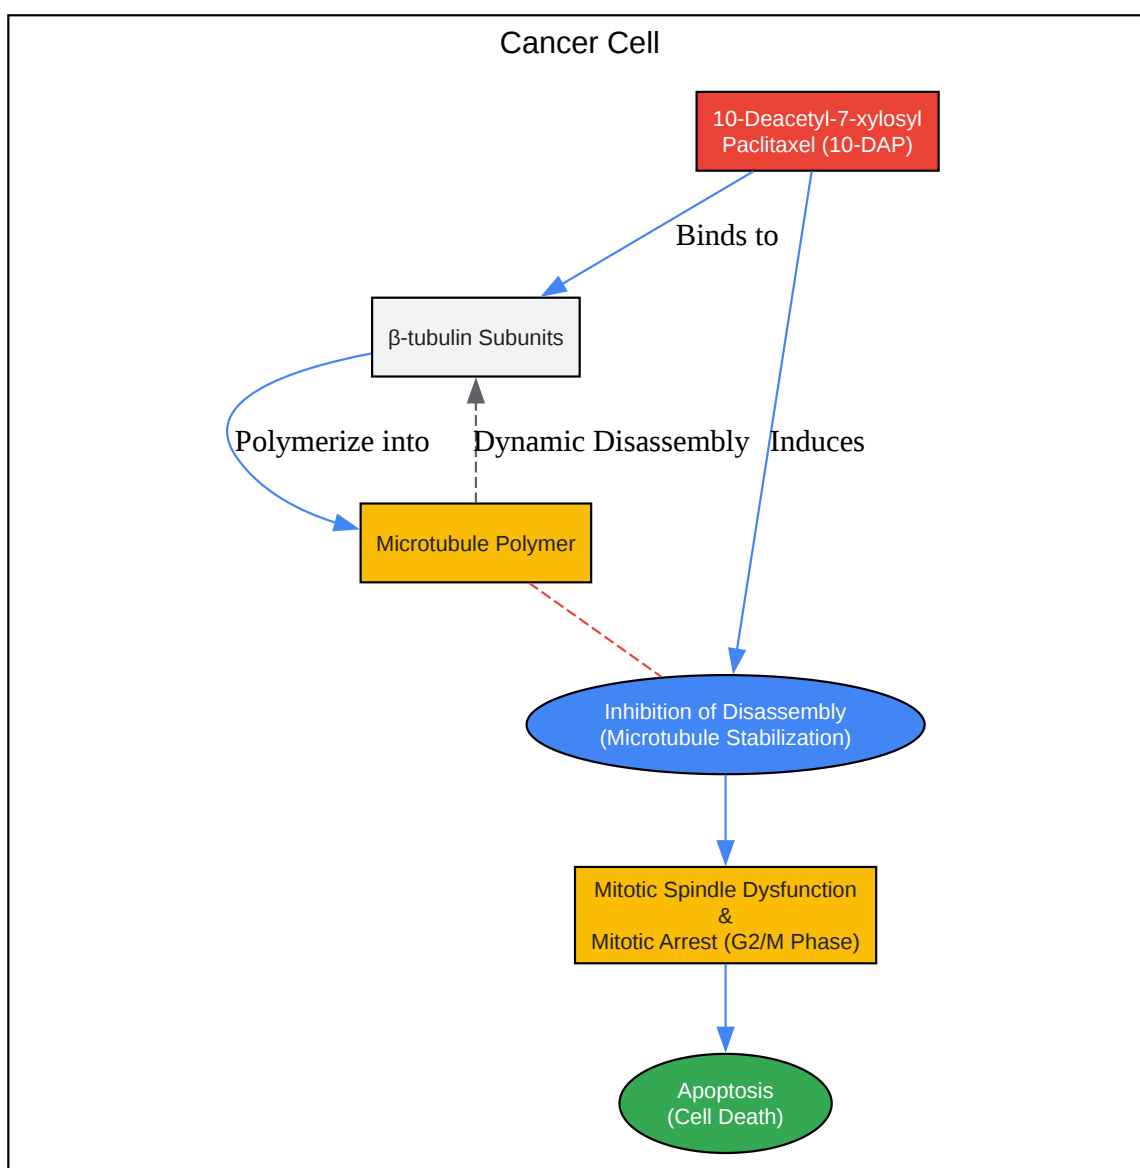 Cancer Cell
10-Deacetyl-7-xylosyl
Paclitaxel (10-DAP)
Binds to
β-tubulin Subunits
Polymerize into
Dynamic Disassembly
Induces
Microtubule Polymer
Inhibition of Disassembly
(Microtubule Stabilization)
Mitotic Spindle Dysfunction
&
Mitotic Arrest (G2/M Phase)
Apoptosis
(Cell Death)